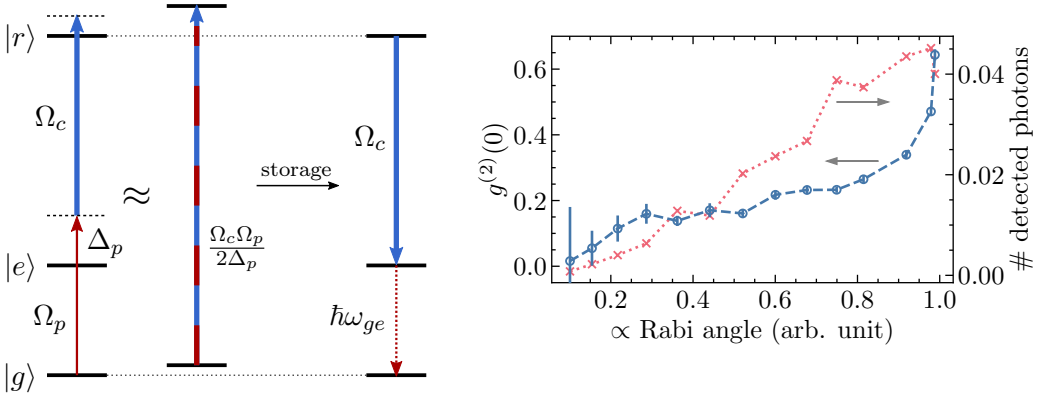 |r⟩
Ω_c
Δ_p
|e⟩
Ω_p
|g⟩
≈
Ω_cΩ_p
2Δ_p
storage
Ω_c
ħω_{ge}
g^{(2)}(0)
0.6
0.4
0.2
0.0
0.2 0.4 0.6 0.8 1.0
∝ Rabi angle (arb. unit)
0.04
0.02
0.00
# detected photons